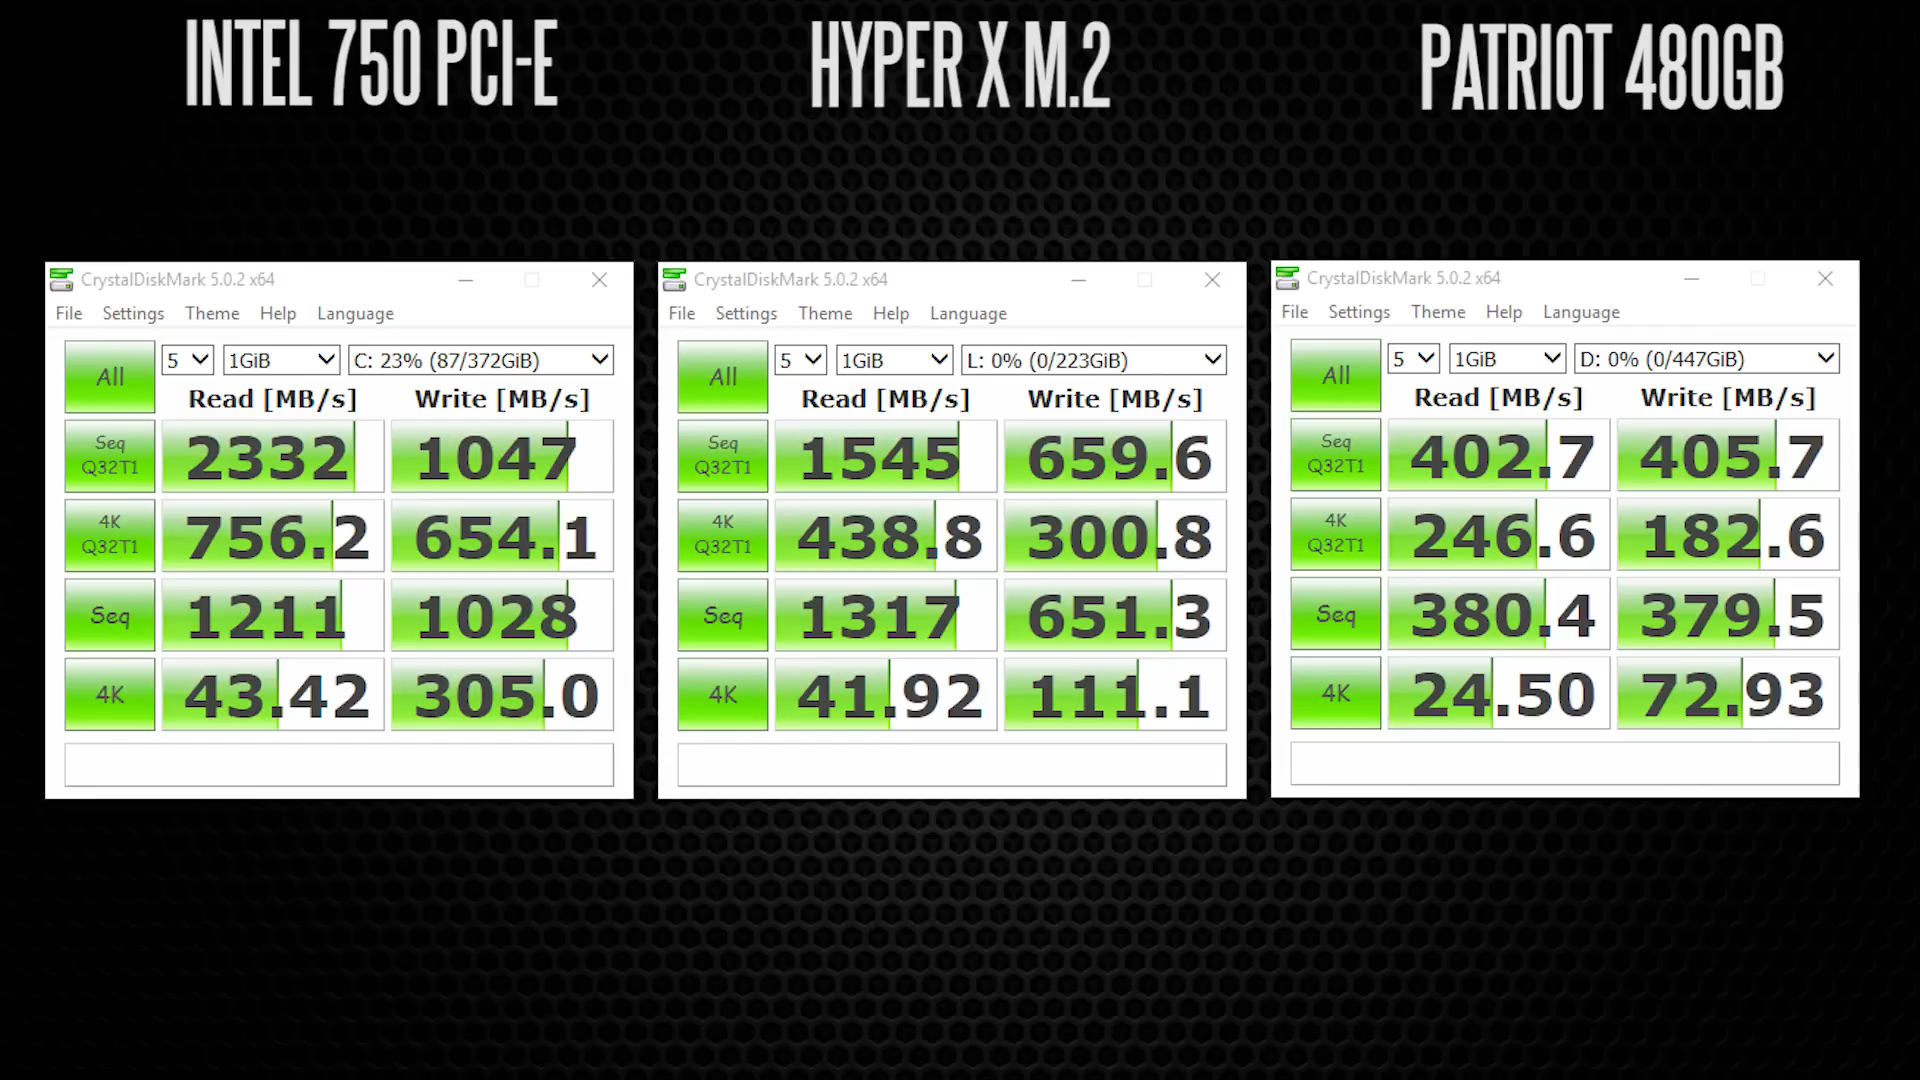 INTEL 750 PCI-E
HYPER X M.2
PATRIOT 480GB
CrystalDiskMark 5.0.2 x64
File Settings Theme Help Language
All 5 1GiB C: 23% (87/372GiB)
Read [MB/s] Write [MB/s]
Seq Q32T1 2332 1047
4K Q32T1 756.2 654.1
Seq 1211 1028
4K 43.42 305.0
CrystalDiskMark 5.0.2 x64
File Settings Theme Help Language
All 5 1GiB L: 0% (0/223GiB)
Read [MB/s] Write [MB/s]
Seq Q32T1 1545 659.6
4K Q32T1 438.8 300.8
Seq 1317 651.3
4K 41.92 111.1
CrystalDiskMark 5.0.2 x64
File Settings Theme Help Language
All 5 1GiB D: 0% (0/447GiB)
Read [MB/s] Write [MB/s]
Seq Q32T1 402.7 405.7
4K Q32T1 246.6 182.6
Seq 380.4 379.5
4K 24.50 72.93